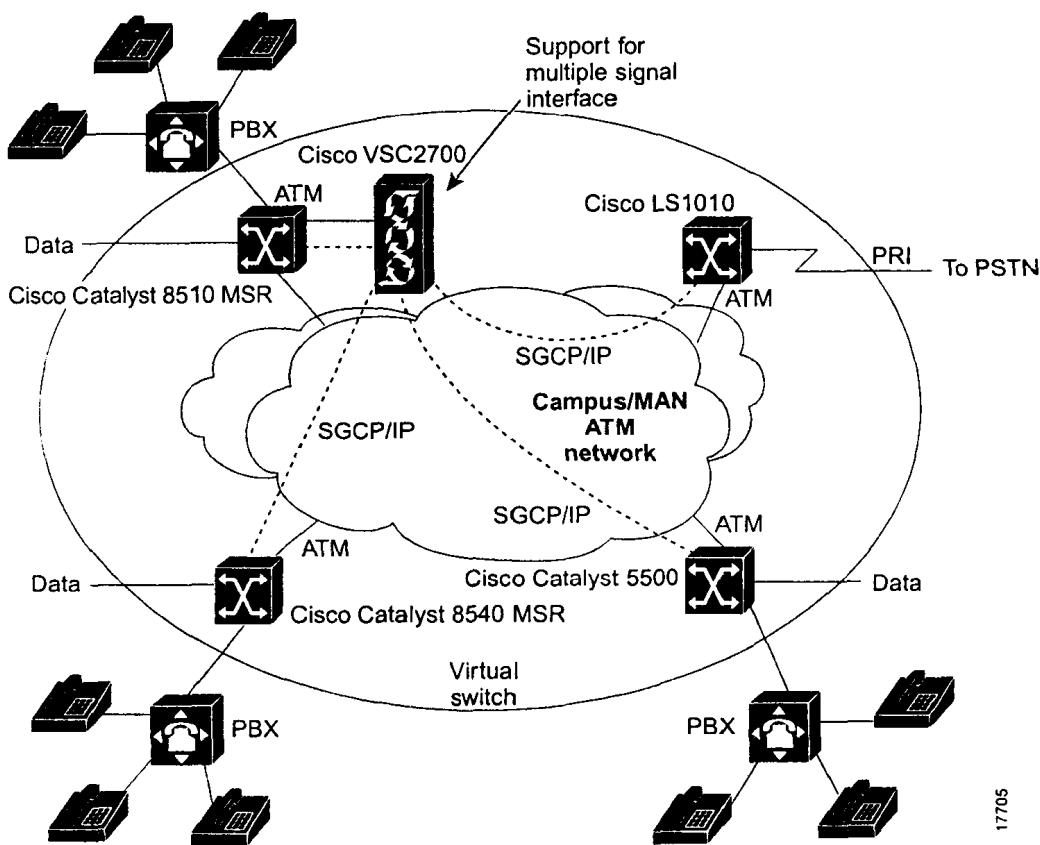 Support for
multiple signal
interface
PBX
Cisco VSC2700
ATM
Cisco LS1010
Data
PRI
To PSTN
Cisco Catalyst 8510 MSR
ATM
SGCP/IP
Campus/MAN
ATM
network
SGCP/IP
SGCP/IP
ATM
ATM
Data
Cisco Catalyst 5500
Data
Cisco Catalyst 8540 MSR
Virtual
switch
PBX
PBX
17705